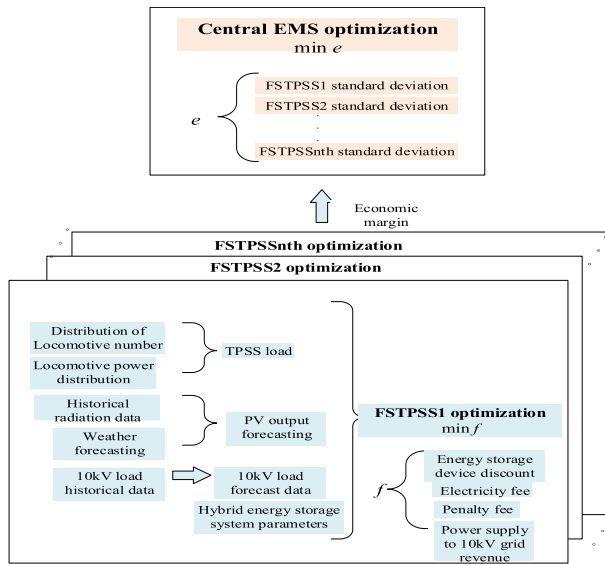 Central EMS optimization
min e
e
FSTPSS1 standard deviation
FSTPSS2 standard deviation
FSTPSSnth standard deviation
Economic
margin
FSTPSSnth optimization
FSTPSS2 optimization
Distribution of
Locomotive number
Locomotive power
distribution
TPSS load
Historical
radiation data
Weather
forecasting
PV output
forecasting
10kV load
historical data
10kV load
forecast data
Hybrid energy storage
system parameters
FSTPSS1 optimization
min f
f
Energy storage
device discount
Electricity fee
Penalty fee
Power supply
to 10kV grid
revenue